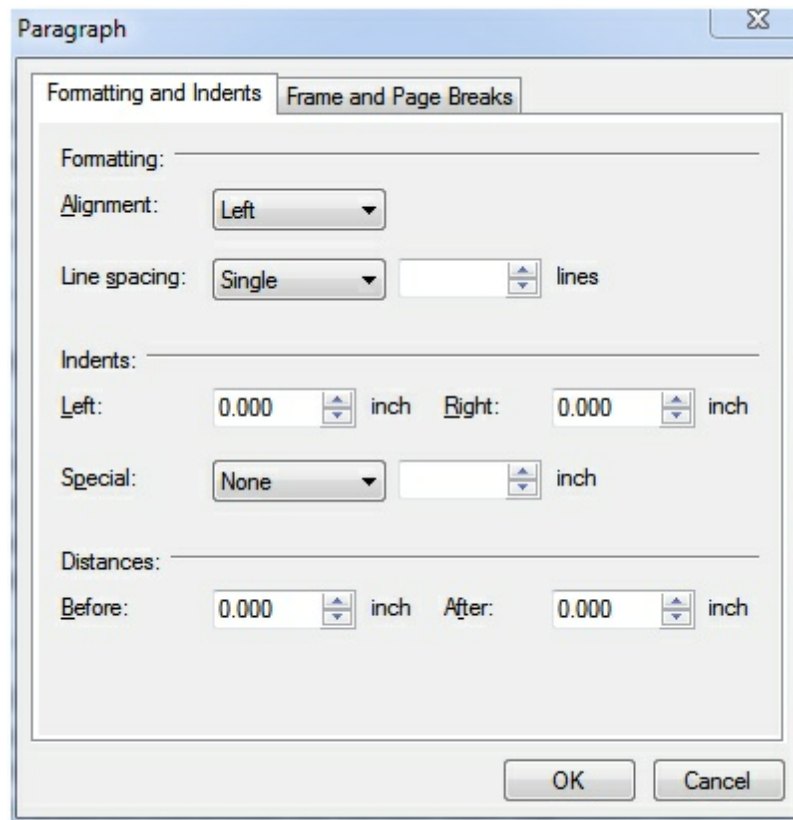 Paragraph
Formatting and Indents Frame and Page Breaks
Formatting:
Alignment: Left
Line spacing: Single lines
Indents:
Left: 0.000 inch Right: 0.000 inch
Special: None inch
Distances:
Before: 0.000 inch After: 0.000 inch
OK Cancel